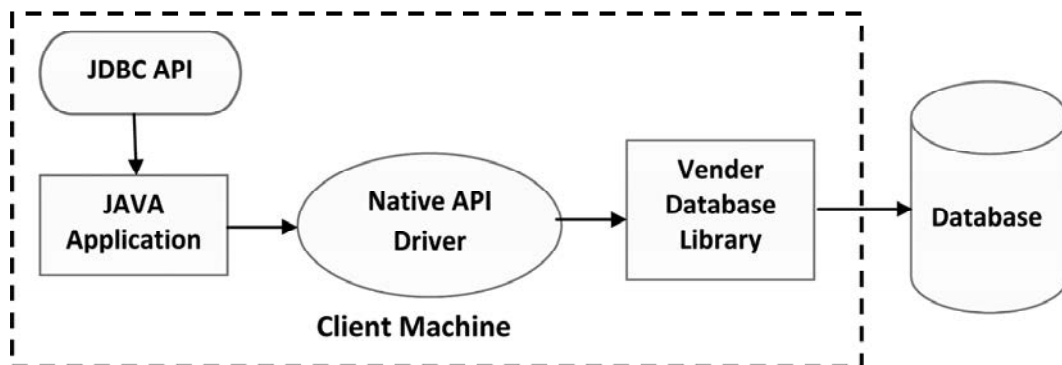 JDBC API
JAVA
Application
Native API
Driver
Vender
Database
Library
Database
Client Machine